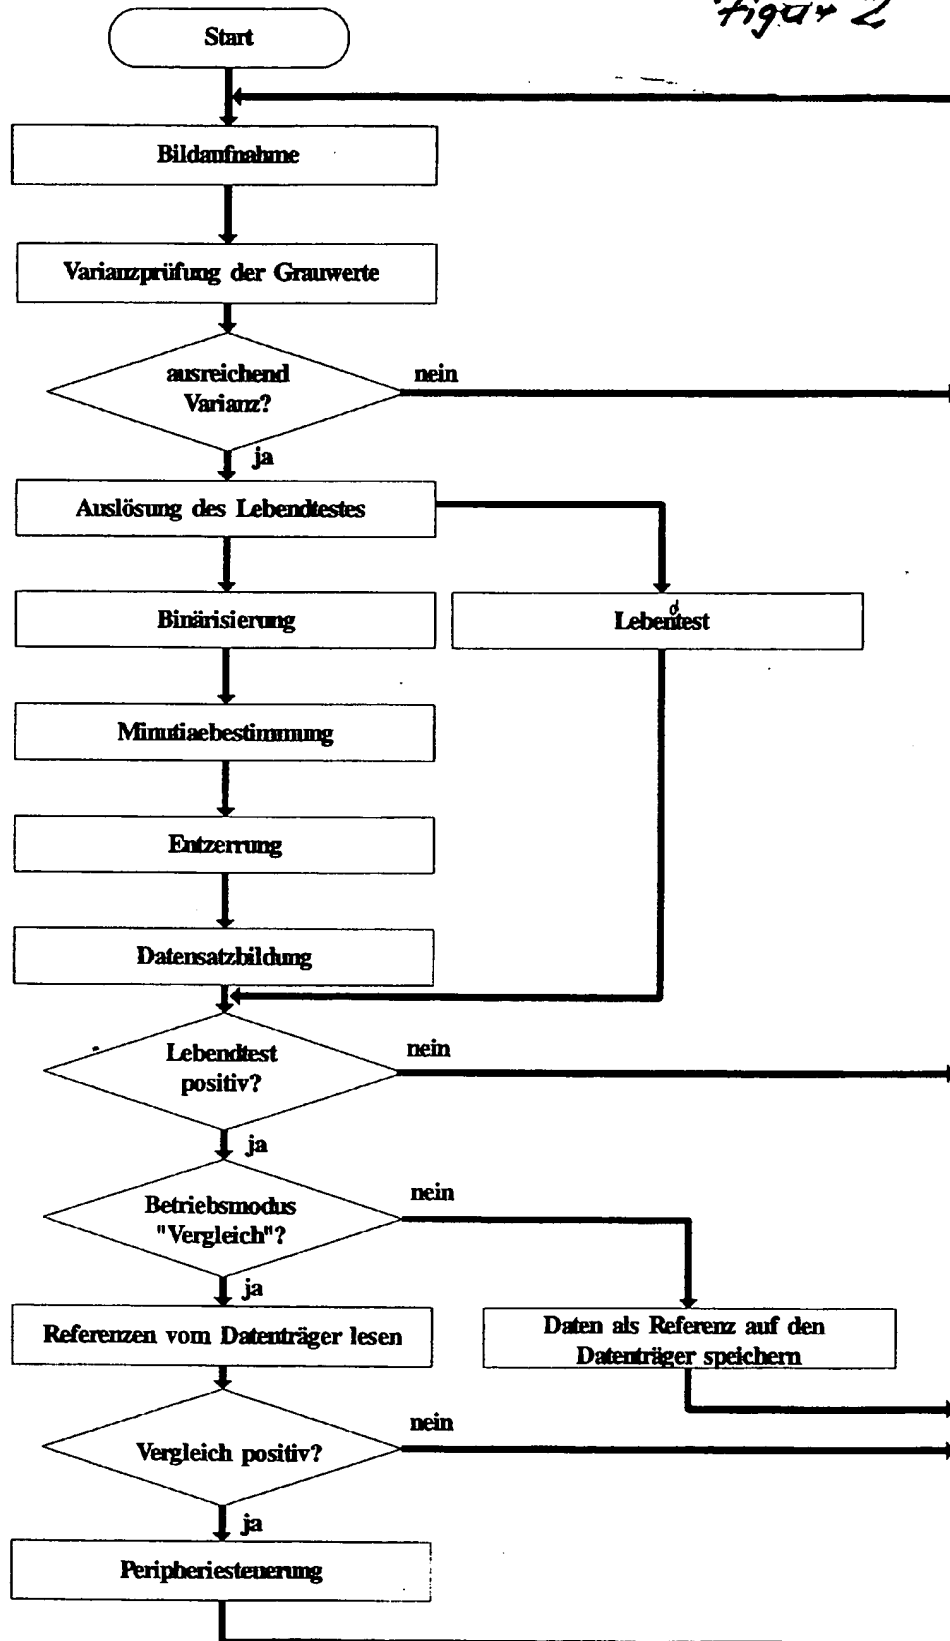 figur 2
Start
Bildaufnahme
Varianzprüfung der Grauwerte
ausreichend
Varianz?
nein
ja
Auslösung des Lebendtestes
Binärisierung
Lebendtest
Minutiaebestimmung
Entzerrung
Datensatzbildung
Lebendtest
positiv?
nein
ja
Betriebsmodus
"Vergleich"?
nein
ja
Referenzen vom Datenträger lesen
Daten als Referenz auf den
Datenträger speichern
Vergleich positiv?
nein
ja
Peripheriesteuerung